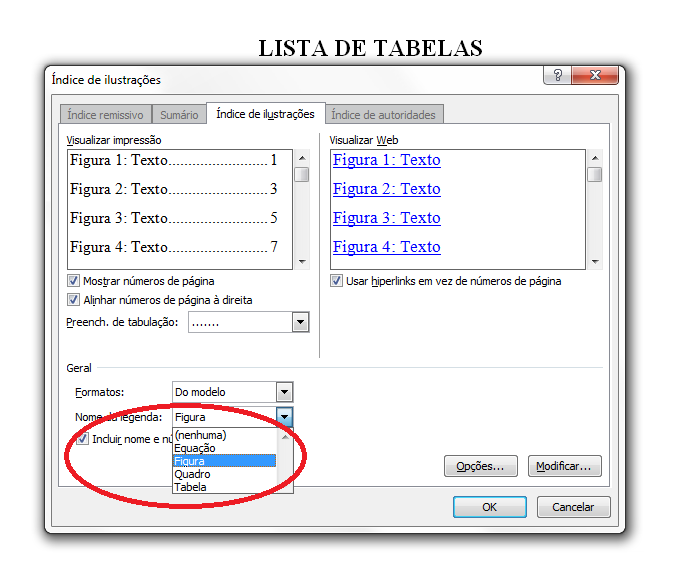 LISTA DE TABELAS
Índice de ilustrações
?
Índice remissivo Sumário Índice de ilustrações Índice de autoridades
Visualizar impressão
Figura 1: Texto.......................... 1
Figura 2: Texto.......................... 3
Figura 3: Texto.......................... 5
Figura 4: Texto.......................... 7
Visualizar Web
Figura 1: Texto
Figura 2: Texto
Figura 3: Texto
Figura 4: Texto
Mostrar números de página
Alinhar números de página à direita
Preench. de tabulação: .......
Usar hiperlinks em vez de números de página
Geral
Formatos: Do modelo
Nome da legenda: Figura
Incluir nome e
(nenhuma)
Equação
Figura
Quadro
Tabela
Opções... Modificar...
OK Cancelar